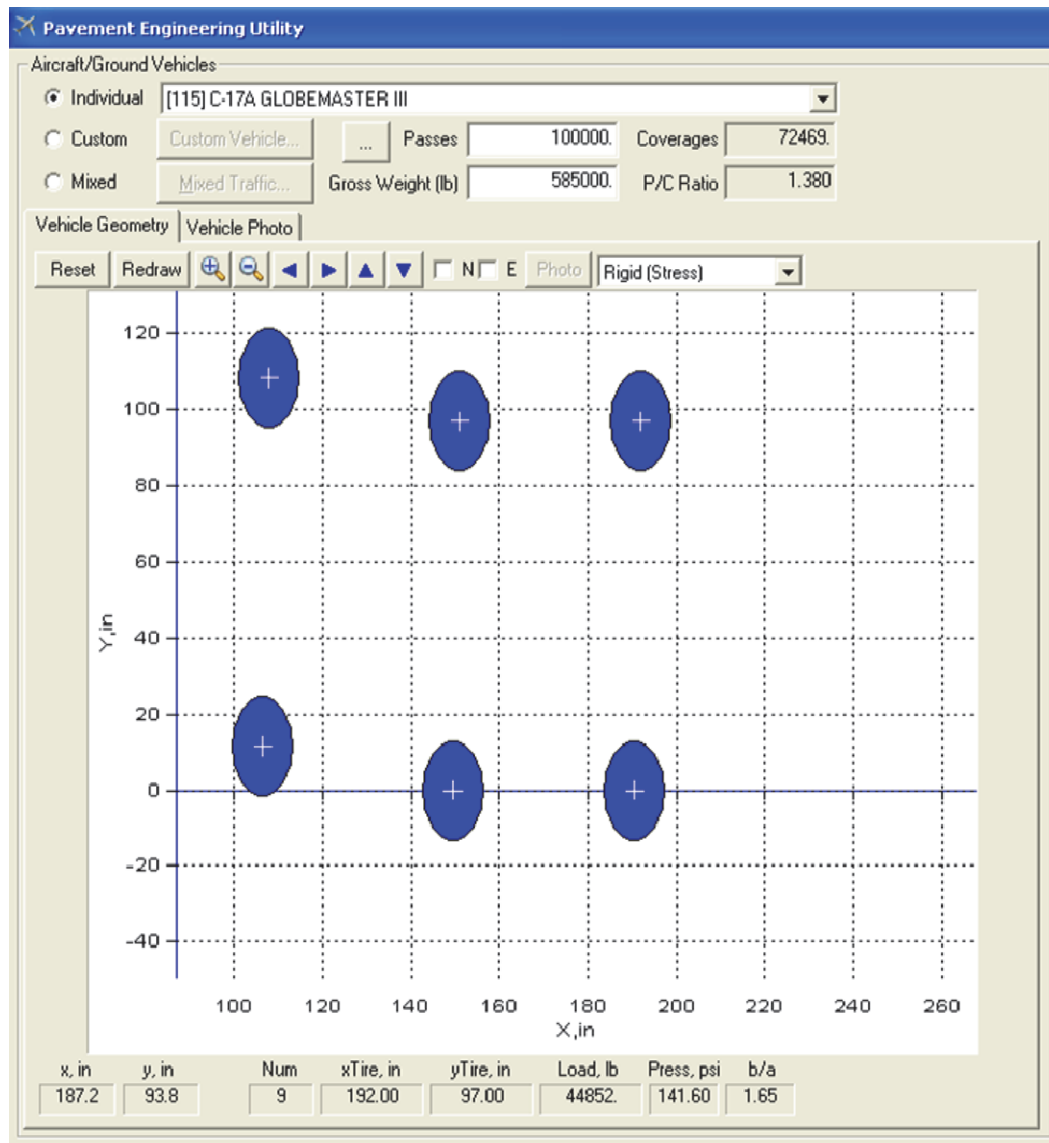 Pavement Engineering Utility
Aircraft/Ground Vehicles
Individual [115] C-17A GLOBEMASTER III
Custom Custom Vehicle... ... Passes 100000. Coverages 72469.
Mixed Mixed Traffic... Gross Weight (lb) 585000. P/C Ratio 1.380
Vehicle Geometry Vehicle Photo
Reset Redraw N E Photo Rigid (Stress)
120
100
80
60
40
20
0
-20
-40
Y,in
100 120 140 160 180 200 220 240 260
X,in
x, in y, in Num xTire, in yTire, in Load, lb Press, psi b/a
187.2 93.8 9 192.00 97.00 44852. 141.60 1.65